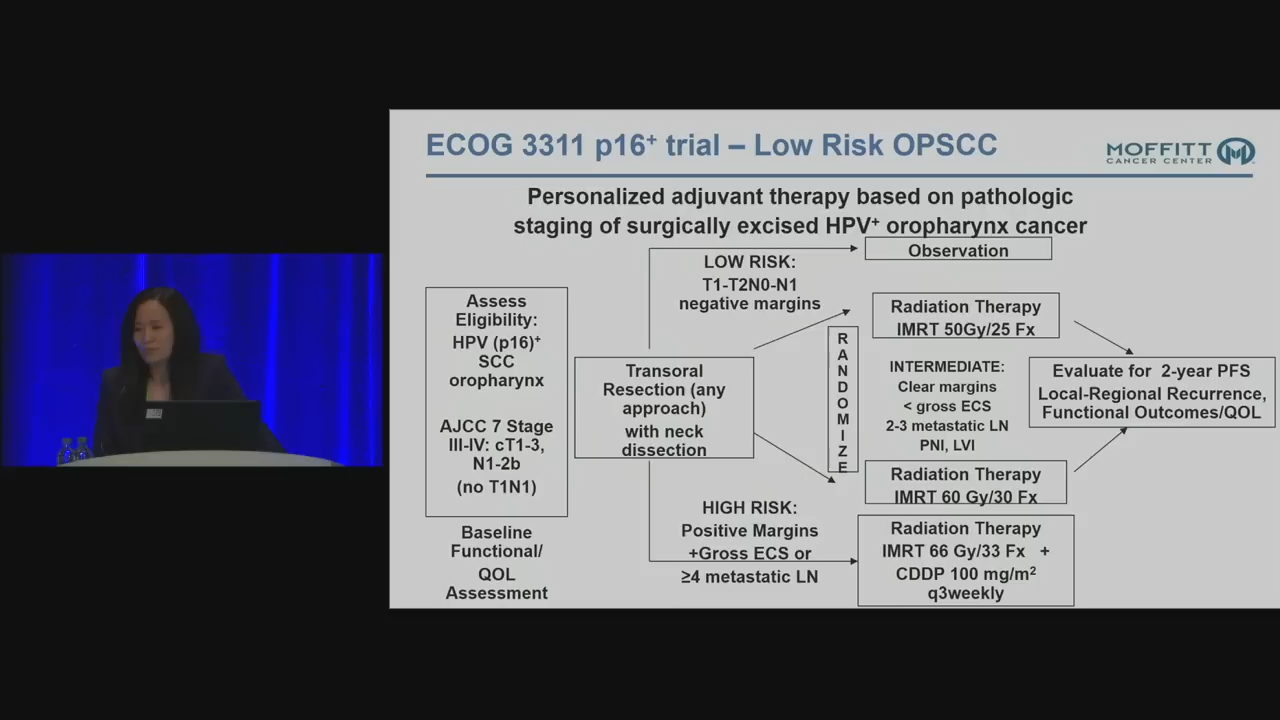 ECOG 3311 p16⁺ trial – Low Risk OPSCC
MOFFITT
CANCER CENTER
Personalized adjuvant therapy based on pathologic
staging of surgically excised HPV⁺ oropharynx cancer
Assess
Eligibility:
HPV (p16)⁺
SCC
oropharynx
AJCC 7 Stage
III-IV: cT1-3,
N1-2b
(no T1N1)
Baseline
Functional/
QOL
Assessment
Transoral
Resection (any
approach)
with neck
dissection
LOW RISK:
T1-T2N0-N1
negative margins
Observation
RANDOMIZE
Radiation Therapy
IMRT 50Gy/25 Fx
INTERMEDIATE:
Clear margins
< gross ECS
2-3 metastatic LN
PNI, LVI
Radiation Therapy
IMRT 60 Gy/30 Fx
HIGH RISK:
Positive Margins
+Gross ECS or
≥4 metastatic LN
Radiation Therapy
IMRT 66 Gy/33 Fx +
CDDP 100 mg/m²
q3weekly
Evaluate for 2-year PFS
Local-Regional Recurrence,
Functional Outcomes/QOL